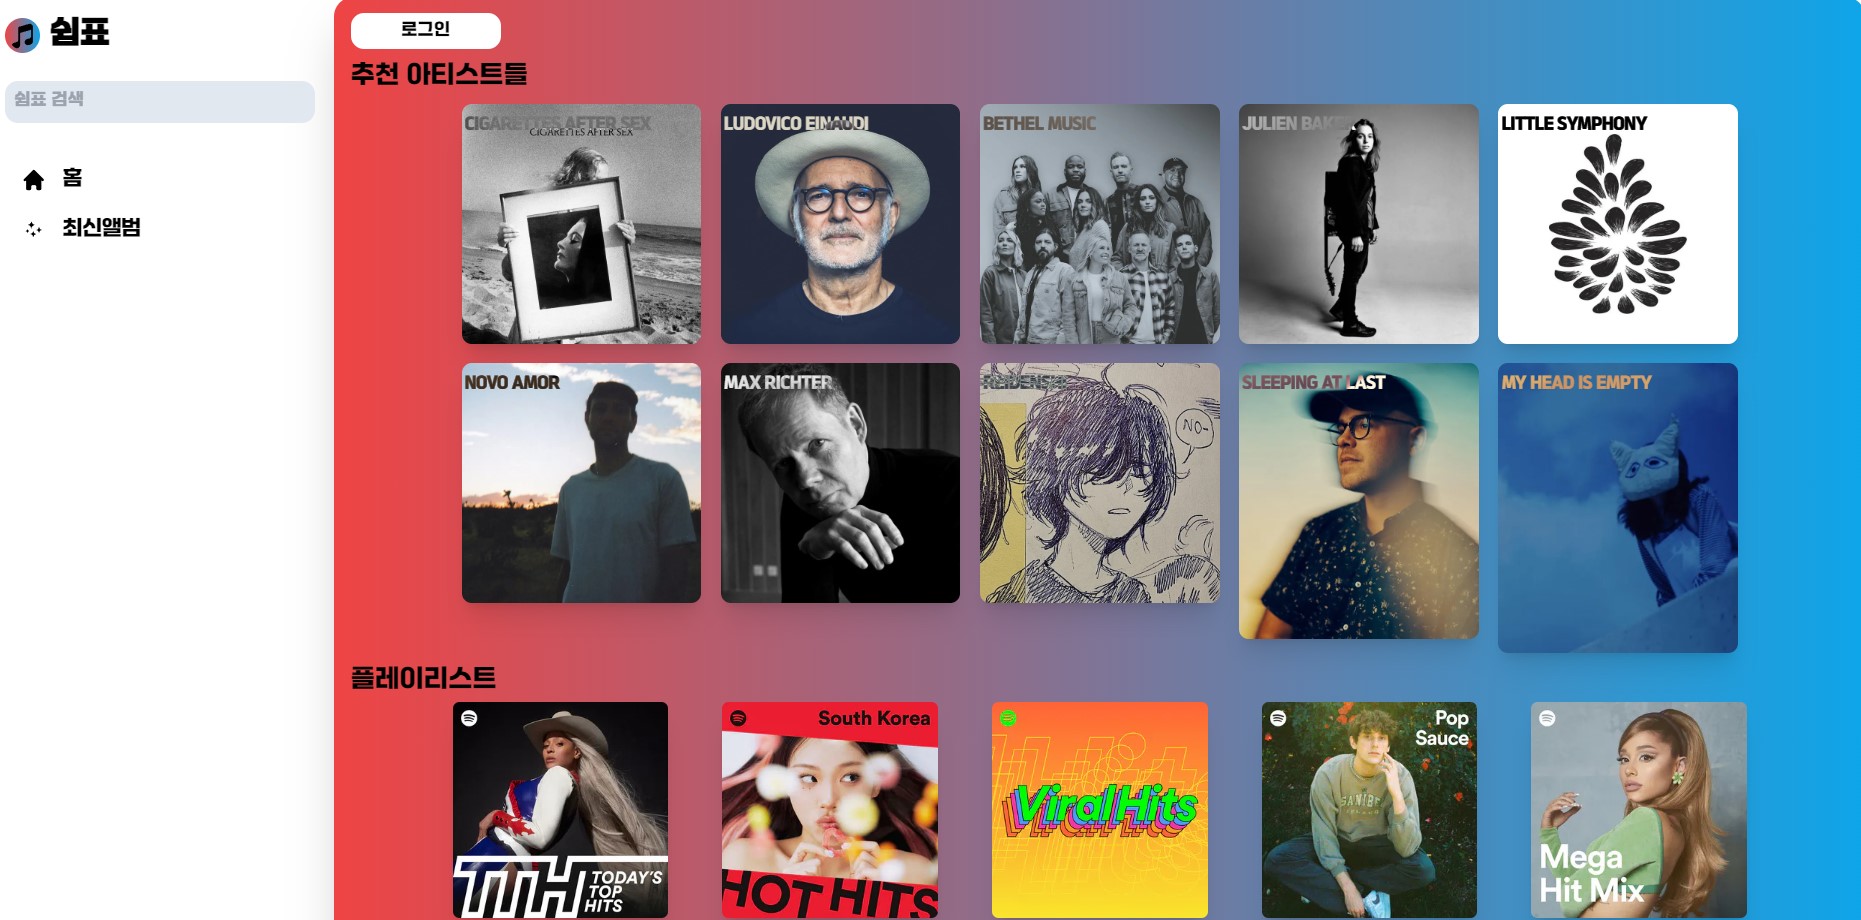 쉼표
로그인
쉼표 검색
홈
최신앨범
추천 아티스트들
CIGARETTES AFTER SEX
CIGARETTES AFTER SEX
LUDOVICO EINAUDI
BETHEL MUSIC
JULIEN BAKER
LITTLE SYMPHONY
NOVO AMOR
MAX RICHTER
NO-
SLEEPING AT LAST
MY HEAD IS EMPTY
플레이리스트
TTH TODAY'S
TOP
HITS
South Korea
HOT HITS
Viral Hits
Pop
Sauce
Mega
Hit Mix